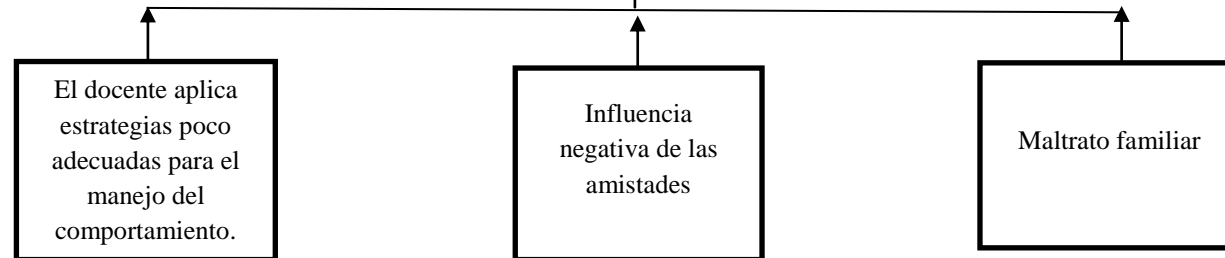 El docente aplica
estrategias poco
adecuadas para el
manejo del
comportamiento.
Influencia
negativa de las
amistades
Maltrato familiar